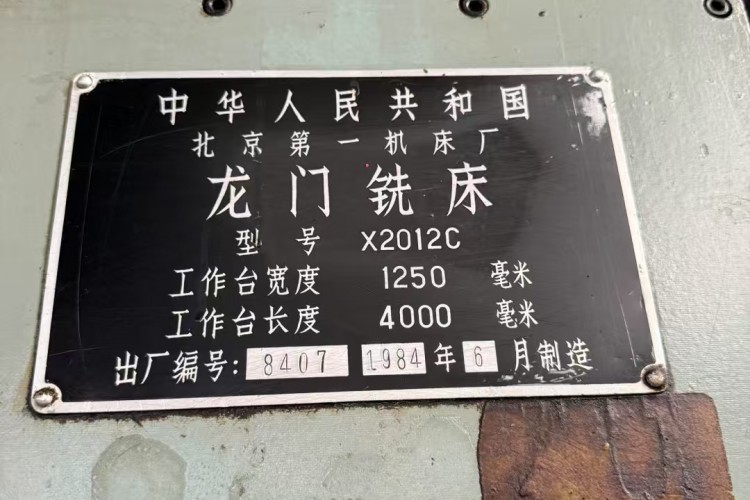 中华人民共和国
北京第一机床厂
龙门铣床
型号 X2012C
工作台宽度 1250 毫米
工作台长度 4000 毫米
出厂编号: 8407 1984年6月制造